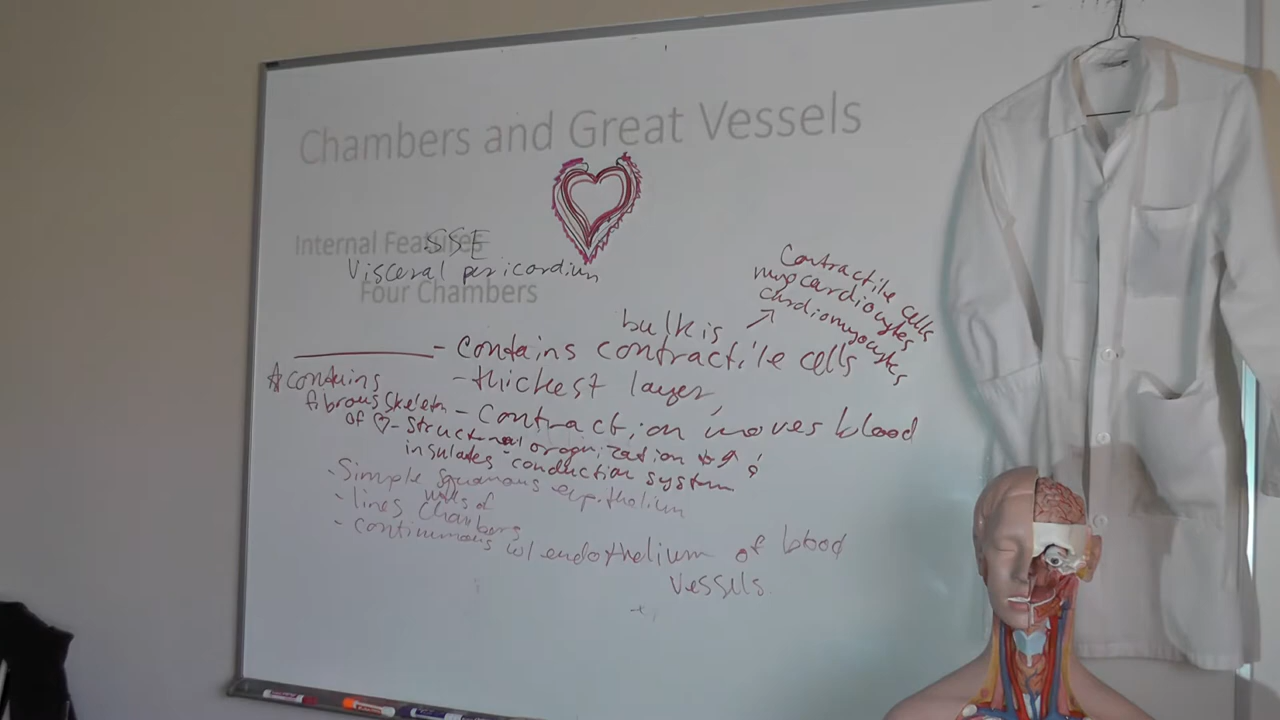 Chambers and Great Vessels
Internal Features
SSE
Visceral pericardium
Four Chambers
Contractile cells
myocardiocytes
cardiomyocytes
bulk is
- contains contractile cells
☆contains
- thickest layer
fibrous skeleton
- Contraction moves blood
of ♡ - structural organization
insulates conduction system
- Simple squamous epithelium
- lines walls of
chambers
- continuous w/ endothelium of blood
vessels.